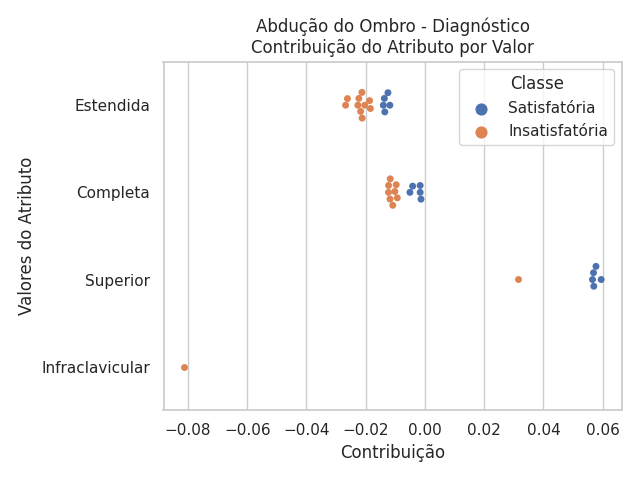 Abdução do Ombro - Diagnóstico
Contribuição do Atributo por Valor
Classe
Satisfatória
Insatisfatória
Valores do Atributo
Estendida
Completa
Superior
Infraclavicular
−0.08 −0.06 −0.04 −0.02 0.00 0.02 0.04 0.06
Contribuição